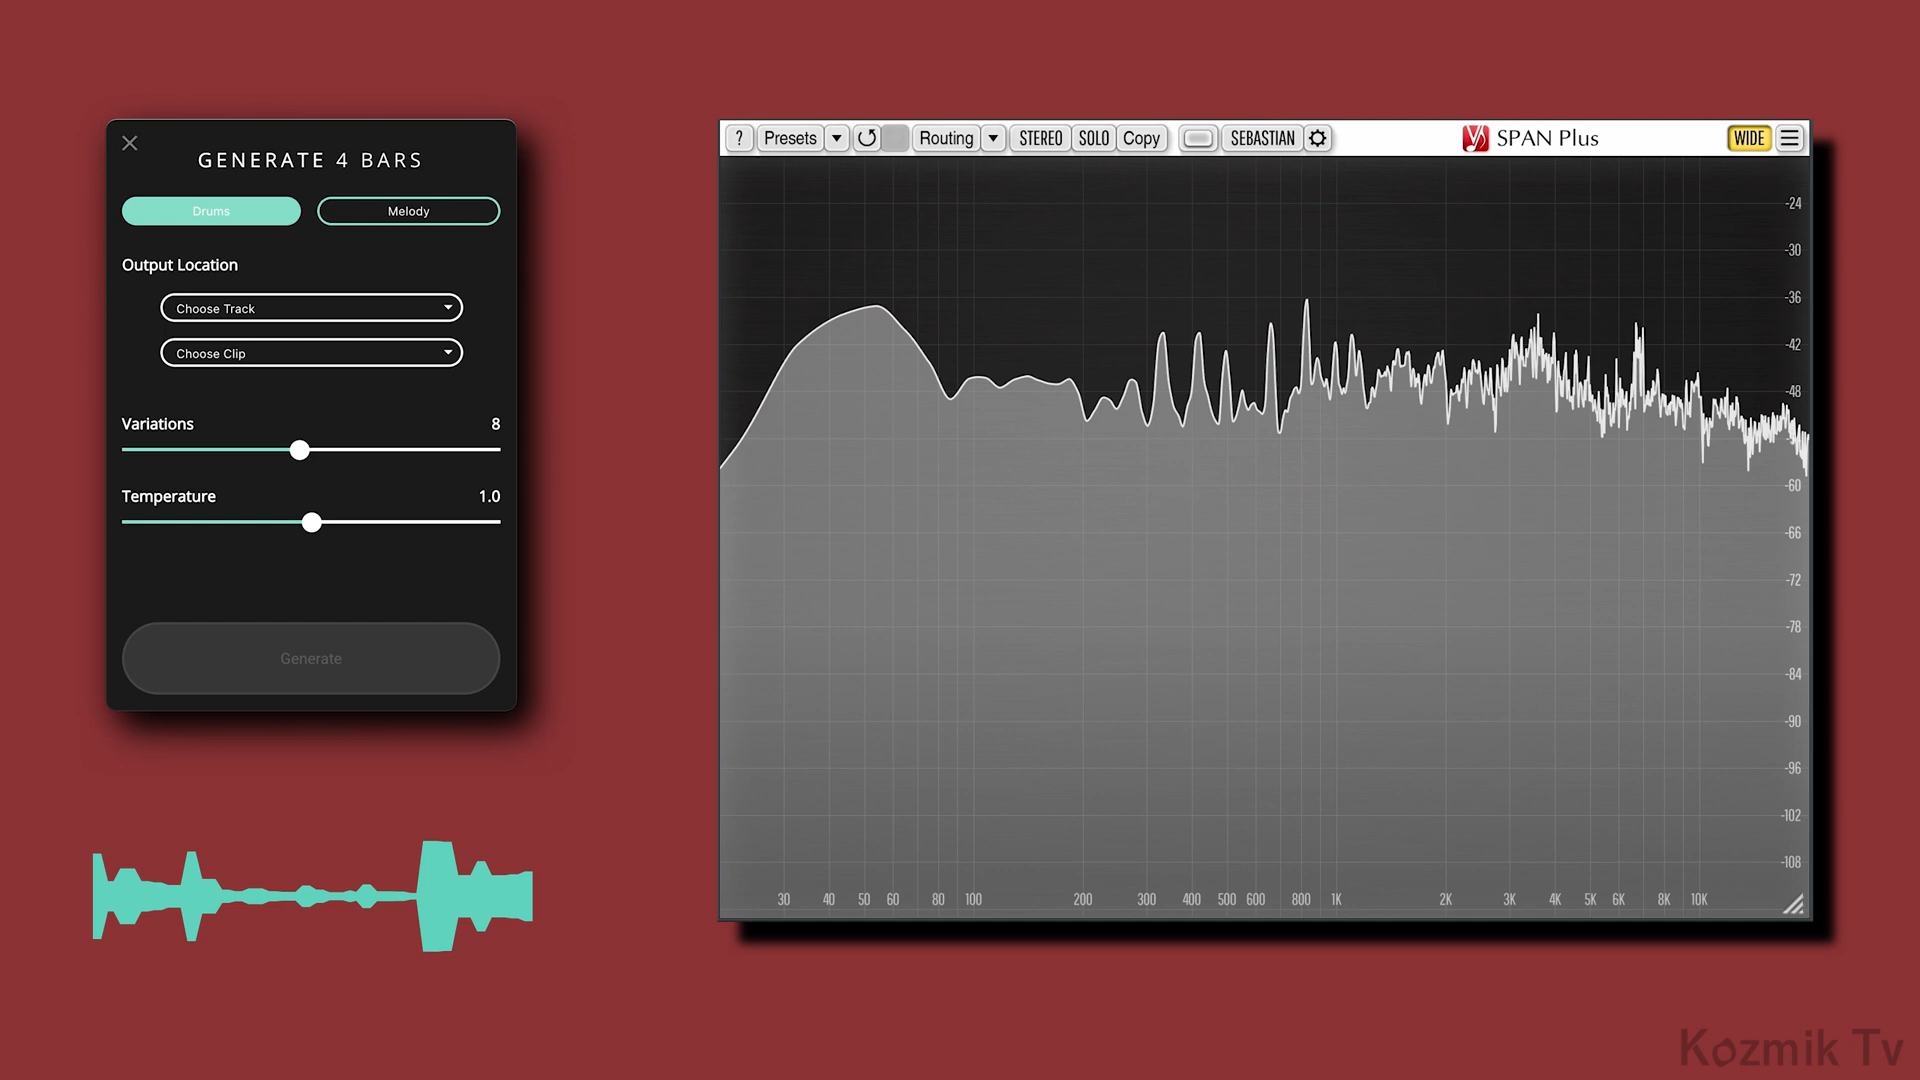 GENERATE 4 BARS
Drums Melody
Output Location
Choose Track
Choose Clip
Variations 8
Temperature 1.0
Generate
? Presets Routing STEREO SOLO Copy SEBASTIAN SPAN Plus WIDE
-24
-30
-36
-42
-48
-60
-66
-72
-78
-84
-90
-96
-102
-108
30 40 50 60 80 100 200 300 400 500 600 800 1K 2K 3K 4K 5K 6K 8K 10K
Kozmik Tv